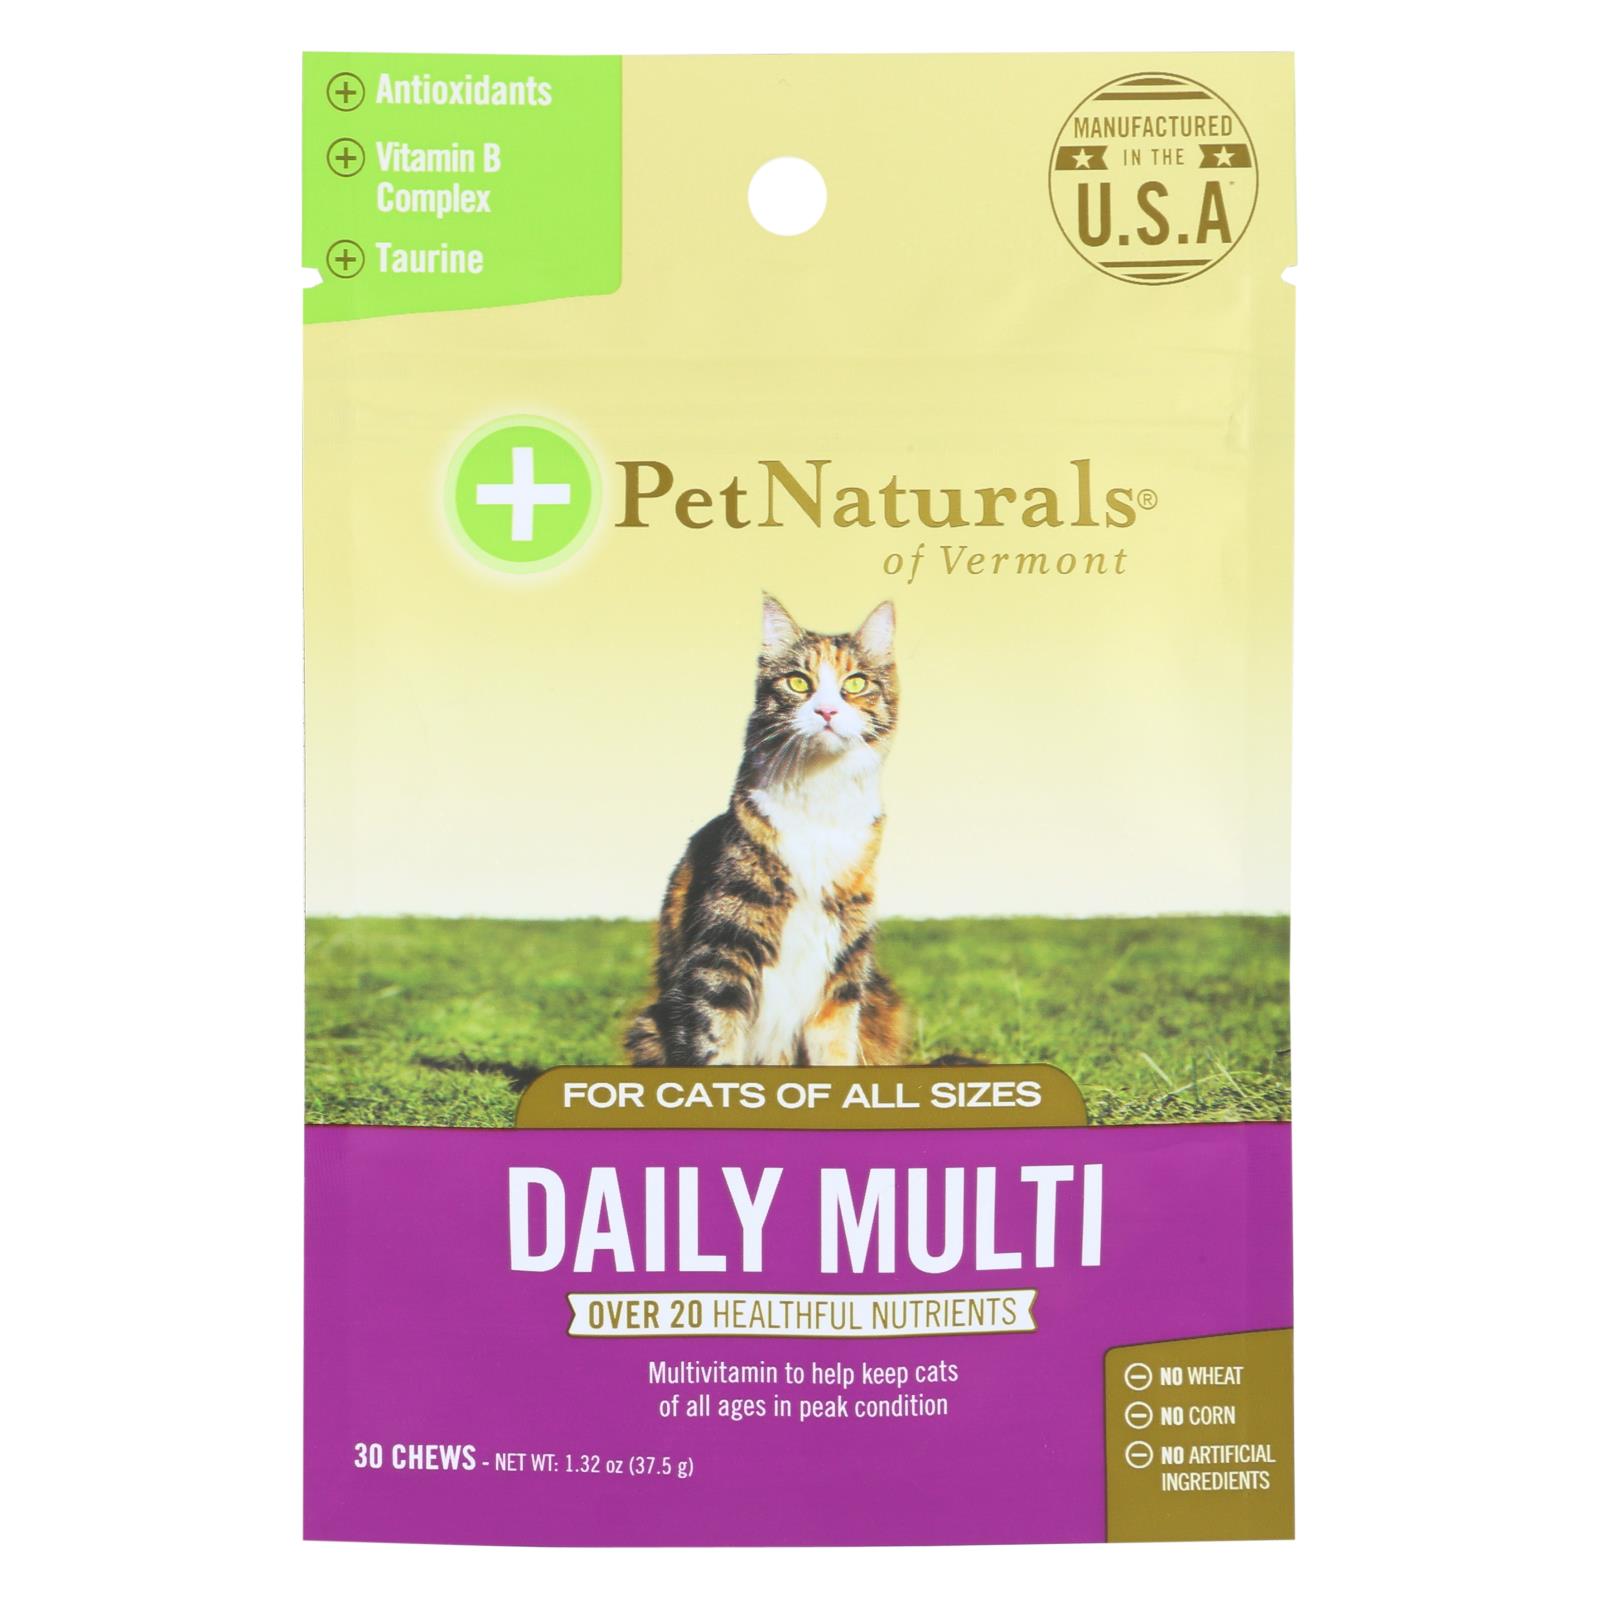 Antioxidants
Vitamin B
Complex
Taurine
MANUFACTURED
IN THE
U.S.A™
PetNaturals®
of Vermont
FOR CATS OF ALL SIZES
DAILY MULTI
OVER 20 HEALTHFUL NUTRIENTS
Multivitamin to help keep cats
of all ages in peak condition
30 CHEWS - NET WT: 1.32 oz (37.5 g)
NO WHEAT
NO CORN
NO ARTIFICIAL
INGREDIENTS